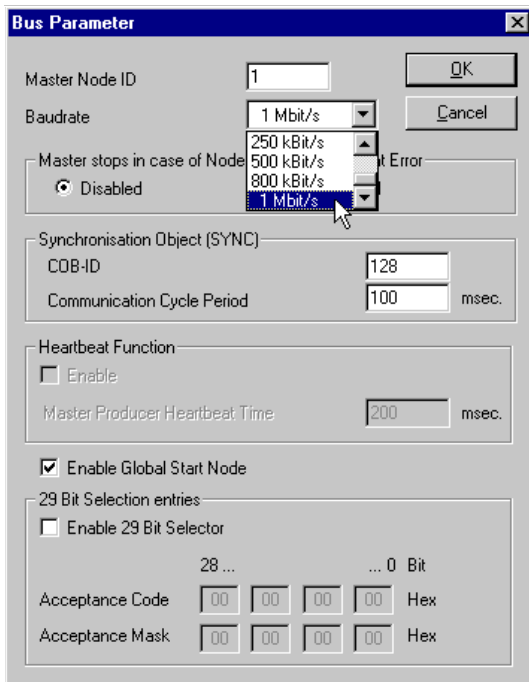 Bus Parameter
Master Node ID 1 OK
Baudrate 1 Mbit/s Cancel
250 kBit/s
500 kBit/s
800 kBit/s
1 Mbit/s
Master stops in case of Node t Error
Disabled
Synchronisation Object (SYNC)
COB-ID 128
Communication Cycle Period 100 msec.
Heartbeat Function
Enable
Master Producer Heartbeat Time 200 msec.
Enable Global Start Node
29 Bit Selection entries
Enable 29 Bit Selector
28 ... ... 0 Bit
Acceptance Code 00 00 00 00 Hex
Acceptance Mask 00 00 00 00 Hex